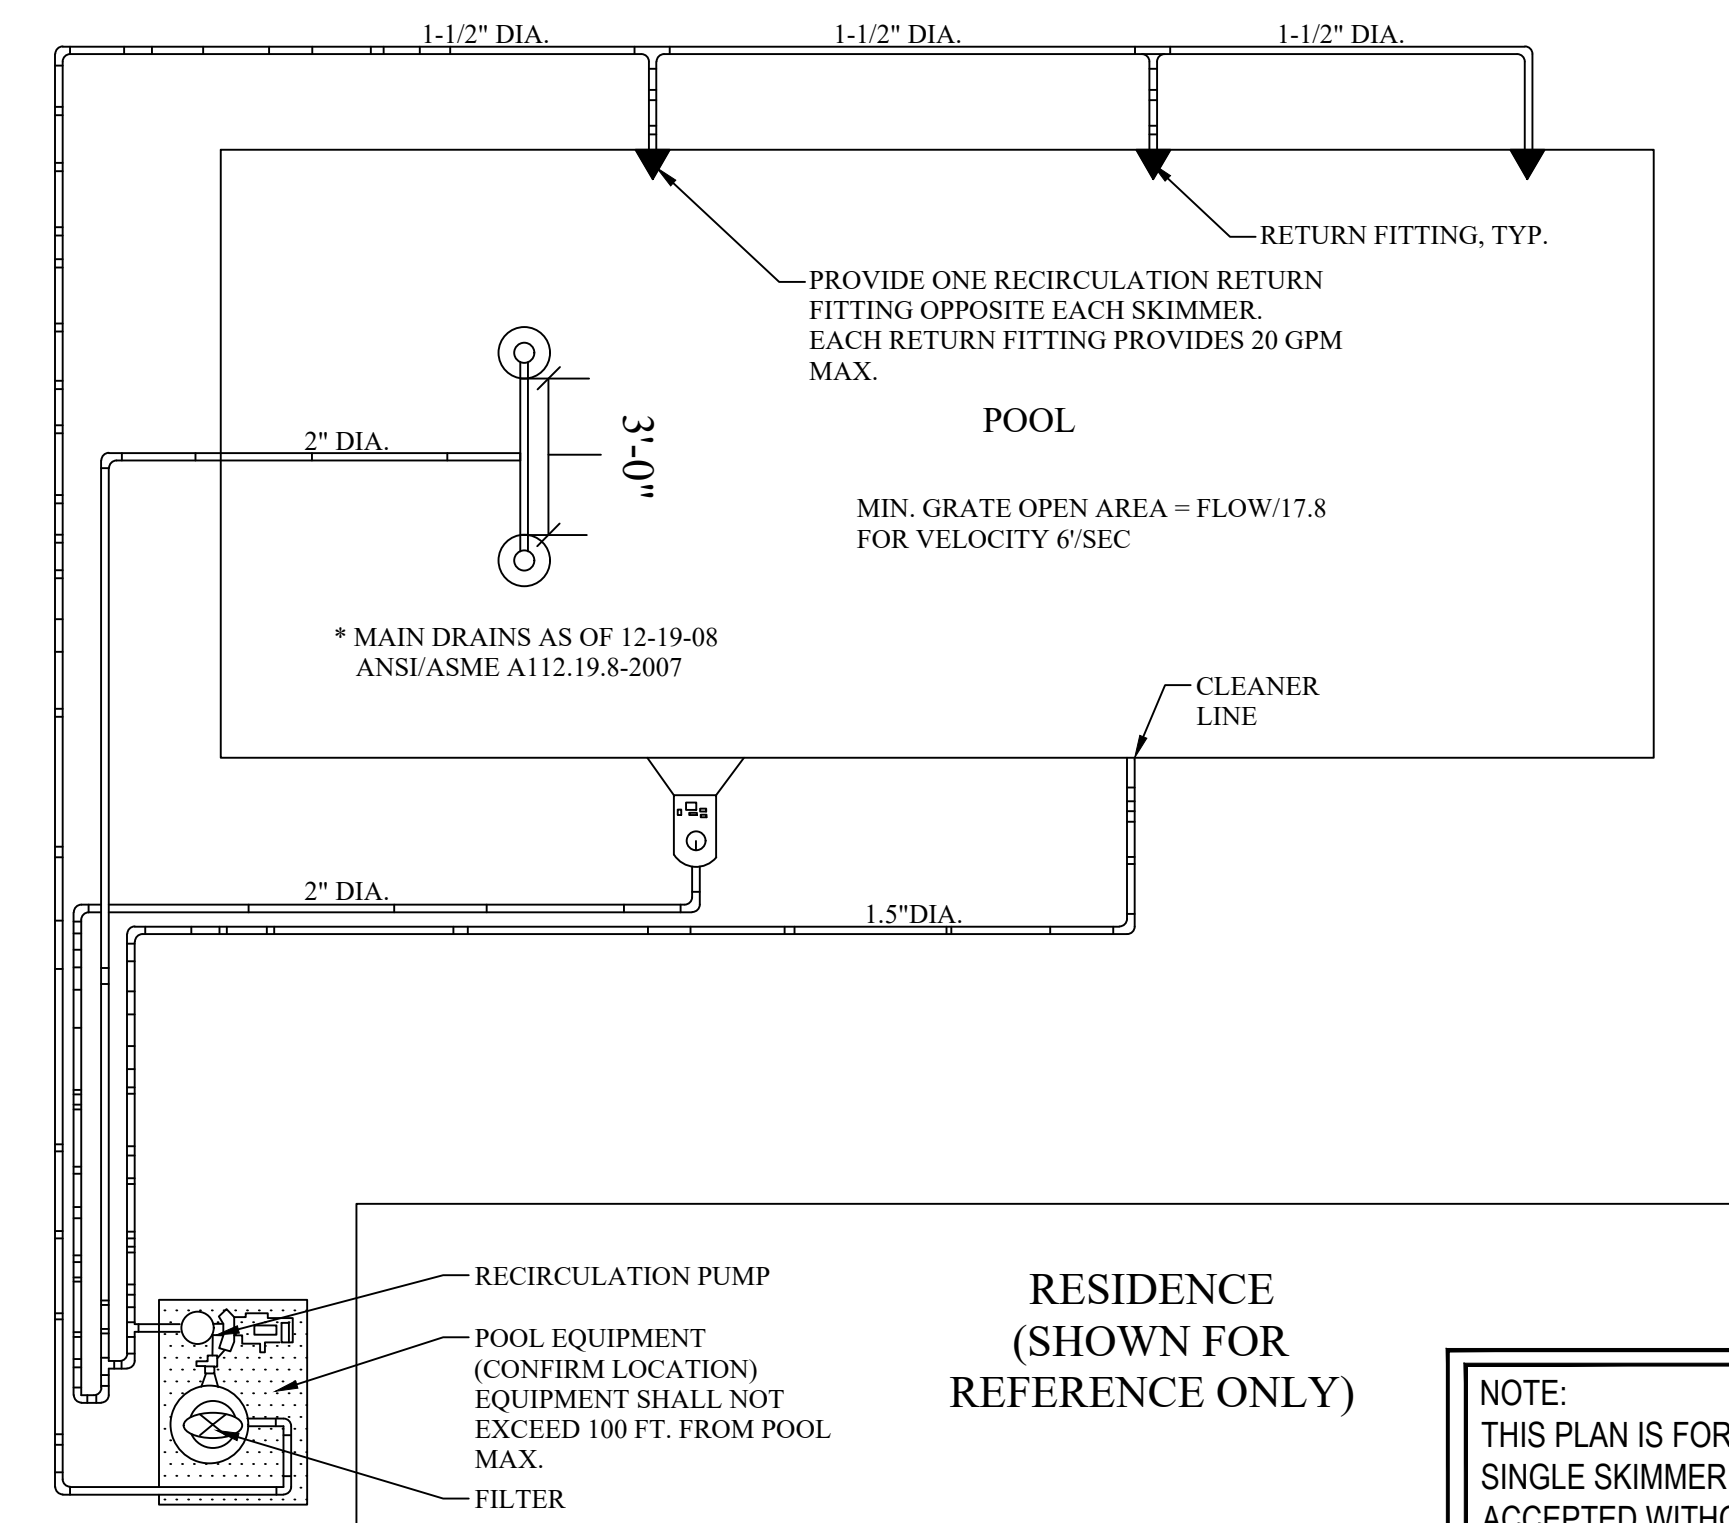 1-1/2" DIA.
1-1/2" DIA.
1-1/2" DIA.
RETURN FITTING, TYP.
PROVIDE ONE RECIRCULATION RETURN
FITTING OPPOSITE EACH SKIMMER.
EACH RETURN FITTING PROVIDES 20 GPM
MAX.
POOL
3'-0"
2" DIA.
MIN. GRATE OPEN AREA = FLOW/17.8
FOR VELOCITY 6'/SEC
* MAIN DRAINS AS OF 12-19-08
ANSI/ASME A112.19.8-2007
CLEANER
LINE
2" DIA.
1.5"DIA.
RECIRCULATION PUMP
POOL EQUIPMENT
(CONFIRM LOCATION)
EQUIPMENT SHALL NOT
EXCEED 100 FT. FROM POOL
MAX.
FILTER
RESIDENCE
(SHOWN FOR
REFERENCE ONLY)
NOTE:
THIS PLAN IS FOR
SINGLE SKIMMER
ACCEPTED WITHO